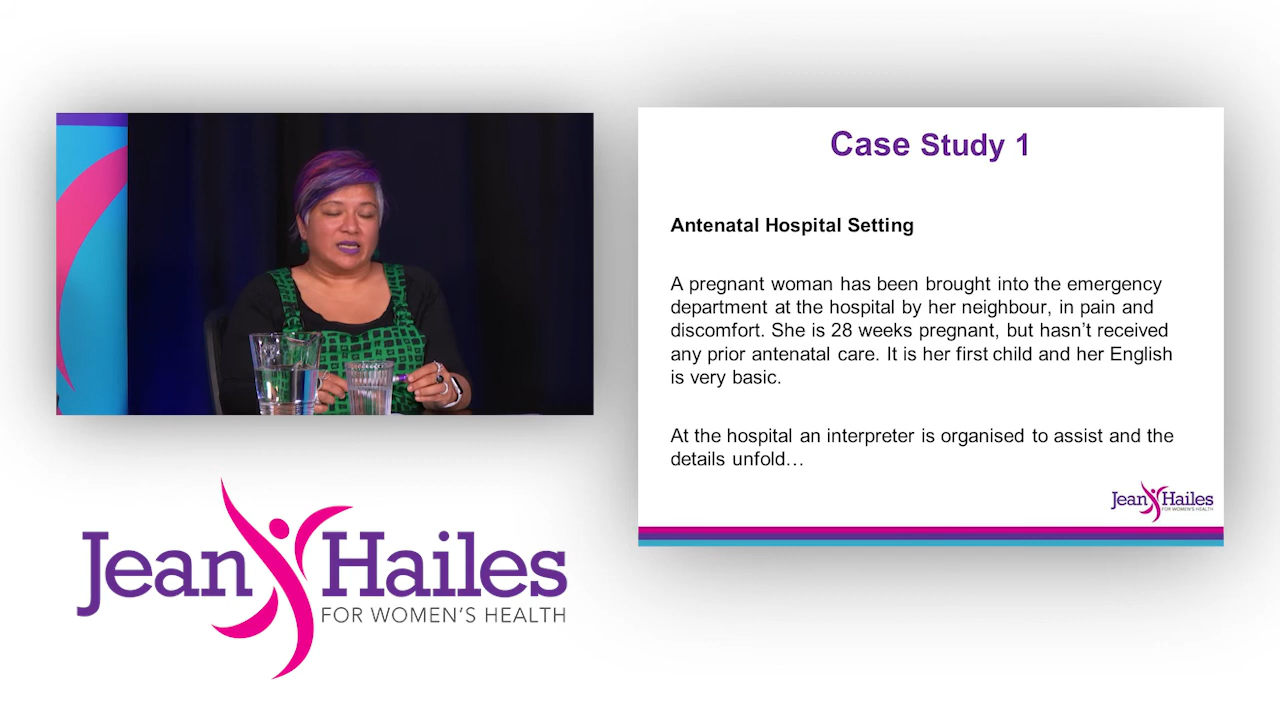 Case Study 1
Antenatal Hospital Setting
A pregnant woman has been brought into the emergency
department at the hospital by her neighbour, in pain and
discomfort. She is 28 weeks pregnant, but hasn’t received
any prior antenatal care. It is her first child and her English
is very basic.
At the hospital an interpreter is organised to assist and the
details unfold…
Jean Hailes
FOR WOMEN'S HEALTH
Jean Hailes
FOR WOMEN'S HEALTH